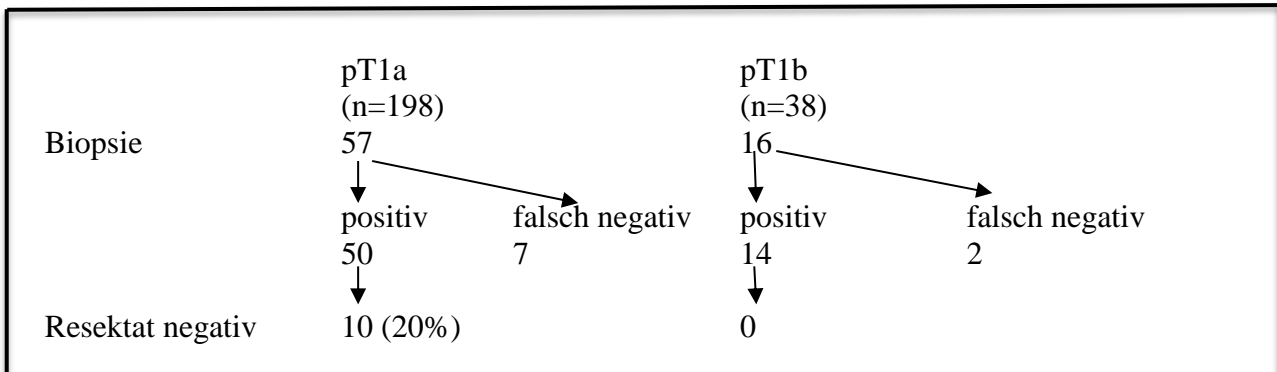 pT1a pT1b
(n=198) (n=38)
Biopsie 57 16
positiv falsch negativ positiv falsch negativ
50 7 14 2
Resektat negativ 10 (20%) 0